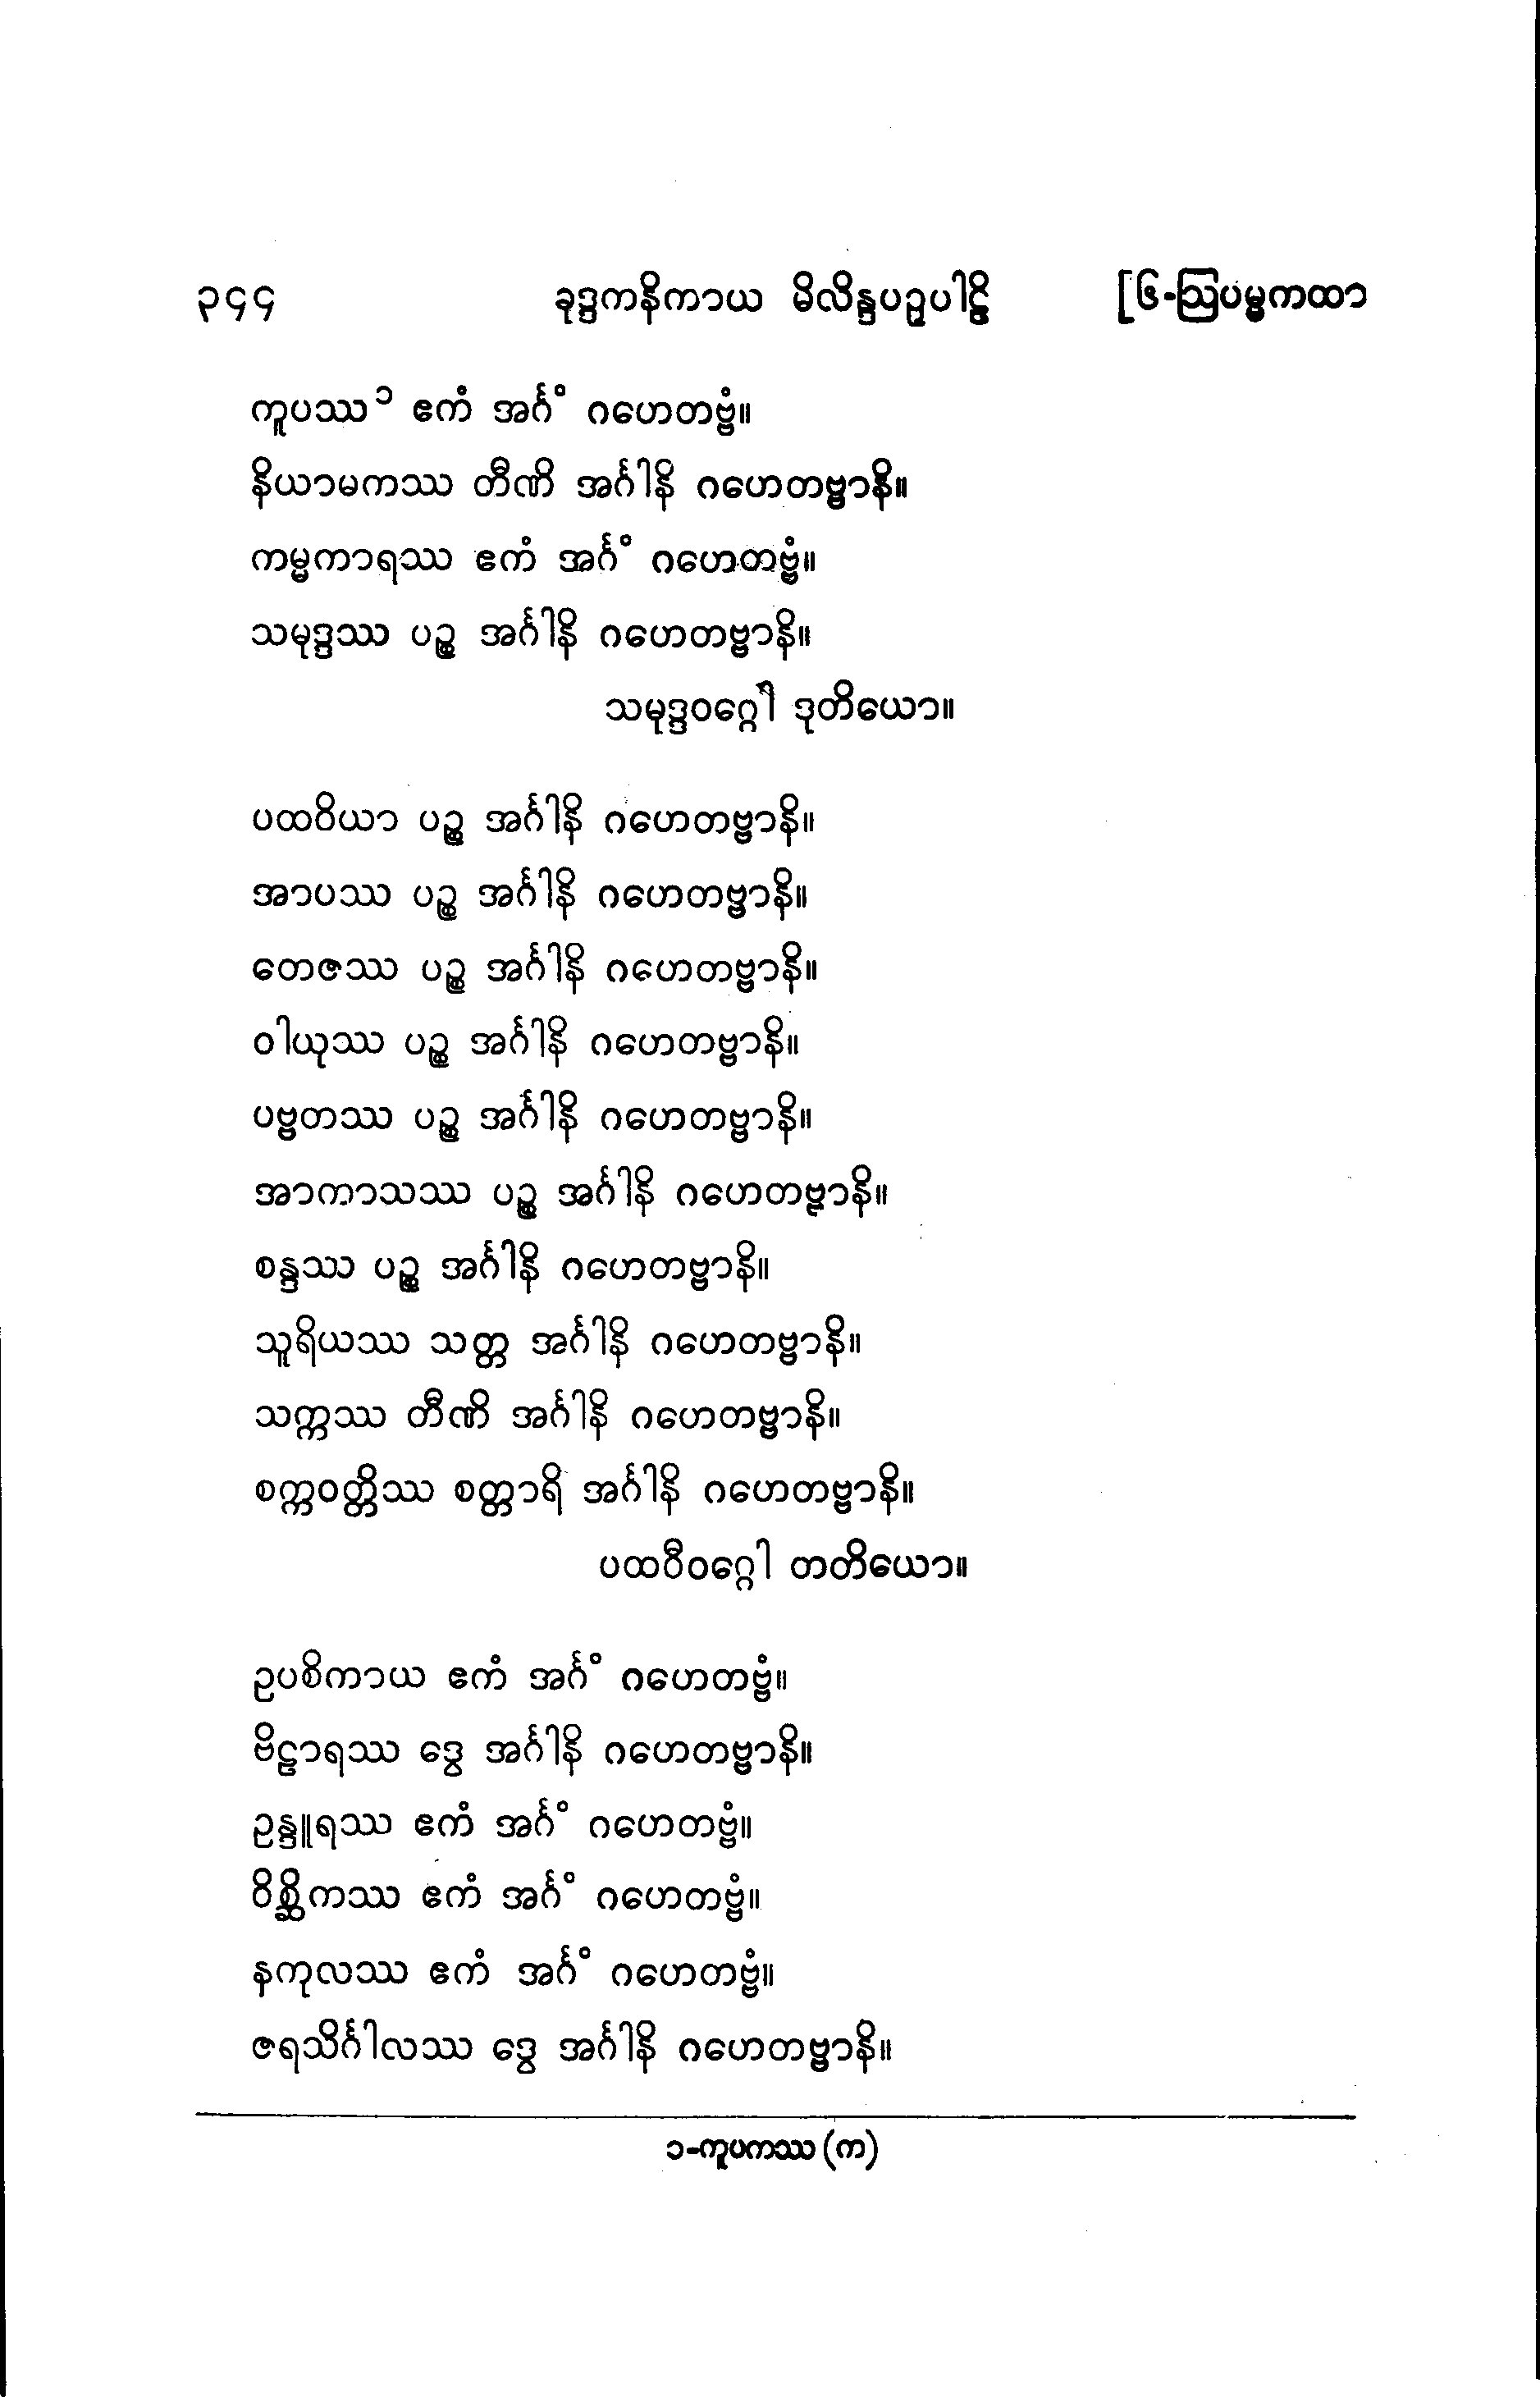 ၃၄၄ ခုဒ္ဒကနိကာယ မိလိန္ဒပဉှပါဠိ [၆-ဩပမ္မကထာ
ကူပဿ၁ ဧကံ အင်္ဂံ ဂဟေတဗ္ဗံ။
နိယာမကဿ တီဏိ အင်္ဂါနိ ဂဟေတဗ္ဗာနိ။
ကမ္မကာရဿ ဧကံ အင်္ဂံ ဂဟေတဗ္ဗံ။
သမုဒ္ဒဿ ပဉ္စ အင်္ဂါနိ ဂဟေတဗ္ဗာနိ။
သမုဒ္ဒဝဂ္ဂေါ ဒုတိယော။
ပထဝိယာ ပဉ္စ အင်္ဂါနိ ဂဟေတဗ္ဗာနိ။
အာပဿ ပဉ္စ အင်္ဂါနိ ဂဟေတဗ္ဗာနိ။
တေဇဿ ပဉ္စ အင်္ဂါနိ ဂဟေတဗ္ဗာနိ။
ဝါယုဿ ပဉ္စ အင်္ဂါနိ ဂဟေတဗ္ဗာနိ။
ပဗ္ဗတဿ ပဉ္စ အင်္ဂါနိ ဂဟေတဗ္ဗာနိ။
အာကာသဿ ပဉ္စ အင်္ဂါနိ ဂဟေတဗ္ဗာနိ။
စန္ဒဿ ပဉ္စ အင်္ဂါနိ ဂဟေတဗ္ဗာနိ။
သူရိယဿ သတ္တ အင်္ဂါနိ ဂဟေတဗ္ဗာနိ။
သက္ကဿ တီဏိ အင်္ဂါနိ ဂဟေတဗ္ဗာနိ။
စက္ကဝတ္တိဿ စတ္တာရိ အင်္ဂါနိ ဂဟေတဗ္ဗာနိ။
ပထဝီဝဂ္ဂေါ တတိယော။
ဥပစိကာယ ဧကံ အင်္ဂံ ဂဟေတဗ္ဗံ။
ဗိဠာရဿ ဒွေ အင်္ဂါနိ ဂဟေတဗ္ဗာနိ။
ဥန္ဒူရဿ ဧကံ အင်္ဂံ ဂဟေတဗ္ဗံ။
ဝိစ္ဆိကဿ ဧကံ အင်္ဂံ ဂဟေတဗ္ဗံ။
နကုလဿ ဧကံ အင်္ဂံ ဂဟေတဗ္ဗံ။
ဇရသိင်္ဂါလဿ ဒွေ အင်္ဂါနိ ဂဟေတဗ္ဗာနိ။
၁-ကူပကဿ (က)